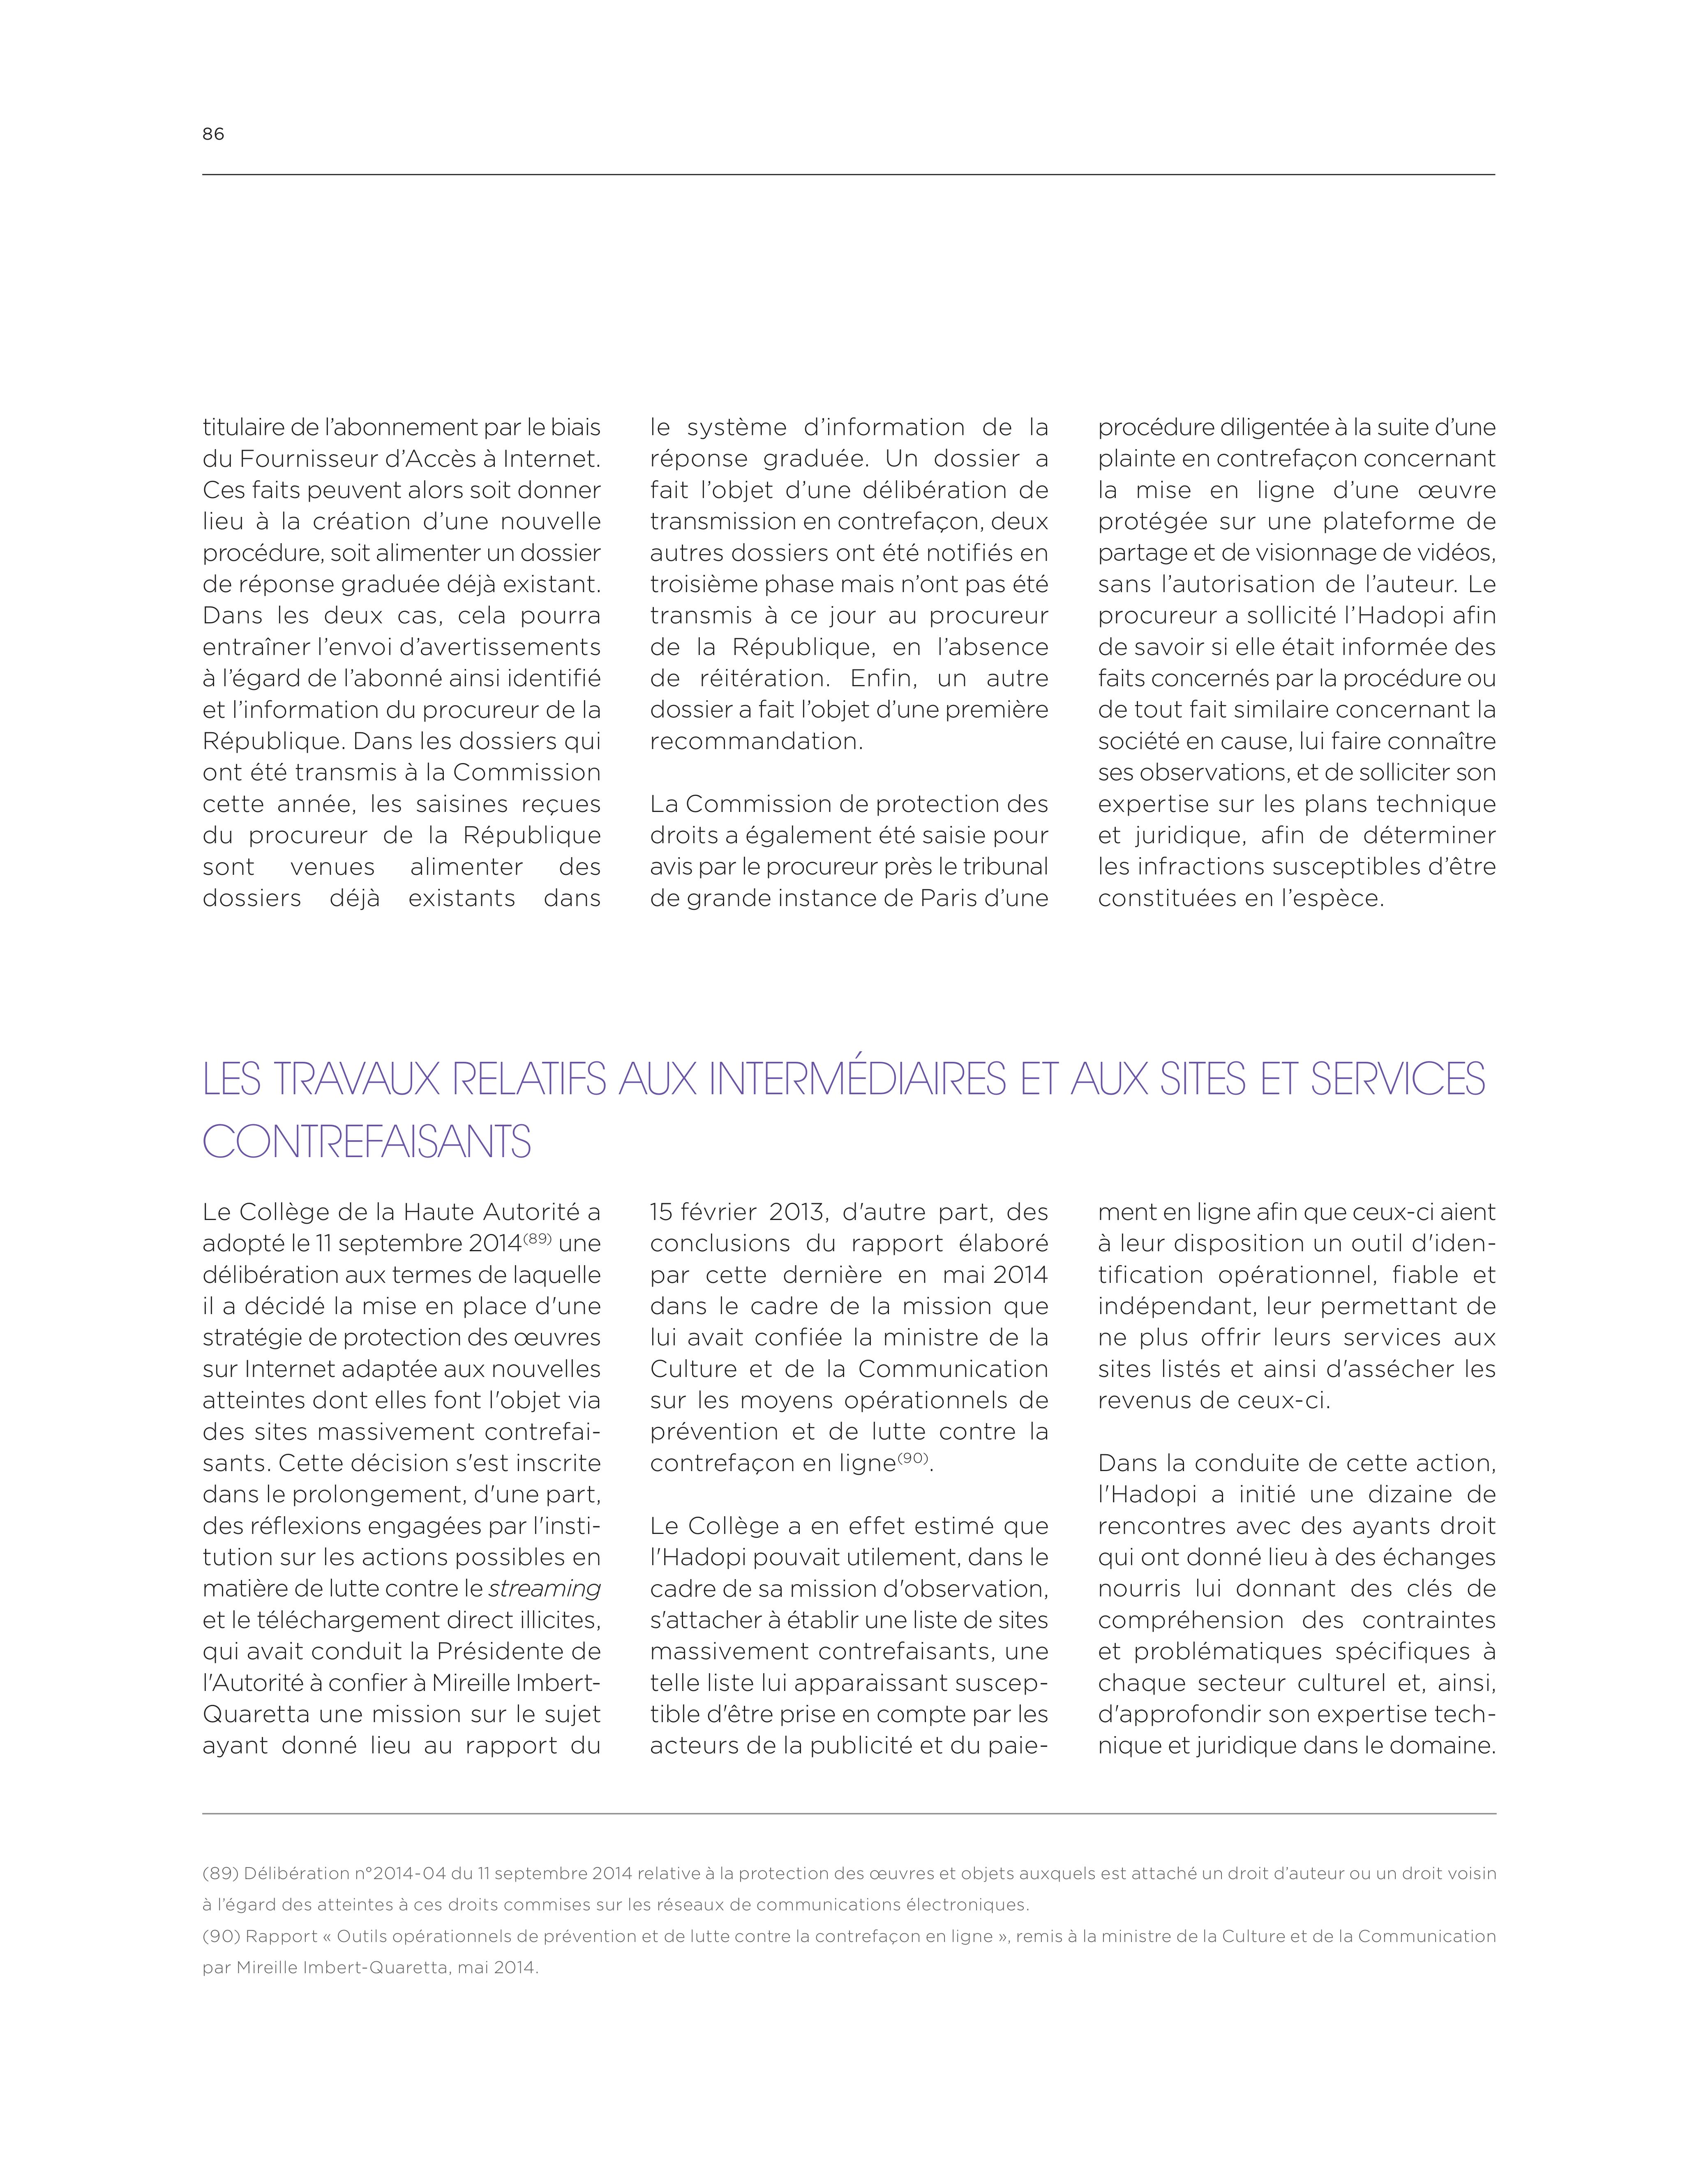 86
titulaire de l’abonnement par le biais
du Fournisseur d’Accès à Internet.
Ces faits peuvent alors soit donner
lieu à la création d’une nouvelle
procédure, soit alimenter un dossier
de réponse graduée déjà existant.
Dans les deux cas, cela pourra
entraîner l’envoi d’avertissements
à l’égard de l’abonné ainsi identifié
et l’information du procureur de la
République. Dans les dossiers qui
ont été transmis à la Commission
cette année, les saisines reçues
du procureur de la République
sont venues alimenter des
dossiers déjà existants dans
le système d’information de la
réponse graduée. Un dossier a
fait l’objet d’une délibération de
transmission en contrefaçon, deux
autres dossiers ont été notifiés en
troisième phase mais n’ont pas été
transmis à ce jour au procureur
de la République, en l’absence
de réitération. Enfin, un autre
dossier a fait l’objet d’une première
recommandation.
La Commission de protection des
droits a également été saisie pour
avis par le procureur près le tribunal
de grande instance de Paris d’une
procédure diligentée à la suite d’une
plainte en contrefaçon concernant
la mise en ligne d’une œuvre
protégée sur une plateforme de
partage et de visionnage de vidéos,
sans l’autorisation de l’auteur. Le
procureur a sollicité l’Hadopi afin
de savoir si elle était informée des
faits concernés par la procédure ou
de tout fait similaire concernant la
société en cause, lui faire connaître
ses observations, et de solliciter son
expertise sur les plans technique
et juridique, afin de déterminer
les infractions susceptibles d’être
constituées en l’espèce.
LES TRAVAUX RELATIFS AUX INTERMÉDIAIRES ET AUX SITES ET SERVICES
CONTREFAISANTS
Le Collège de la Haute Autorité a
adopté le 11 septembre 2014(89) une
délibération aux termes de laquelle
il a décidé la mise en place d'une
stratégie de protection des œuvres
sur Internet adaptée aux nouvelles
atteintes dont elles font l'objet via
des sites massivement contrefai-
sants. Cette décision s'est inscrite
dans le prolongement, d'une part,
des réflexions engagées par l'insti-
tution sur les actions possibles en
matière de lutte contre le streaming
et le téléchargement direct illicites,
qui avait conduit la Présidente de
l'Autorité à confier à Mireille Imbert-
Quaretta une mission sur le sujet
ayant donné lieu au rapport du
15 février 2013, d'autre part, des
conclusions du rapport élaboré
par cette dernière en mai 2014
dans le cadre de la mission que
lui avait confiée la ministre de la
Culture et de la Communication
sur les moyens opérationnels de
prévention et de lutte contre la
contrefaçon en ligne(90).
Le Collège a en effet estimé que
l'Hadopi pouvait utilement, dans le
cadre de sa mission d'observation,
s'attacher à établir une liste de sites
massivement contrefaisants, une
telle liste lui apparaissant suscep-
tible d'être prise en compte par les
acteurs de la publicité et du paie-
ment en ligne afin que ceux-ci aient
à leur disposition un outil d'iden-
tification opérationnel, fiable et
indépendant, leur permettant de
ne plus offrir leurs services aux
sites listés et ainsi d'assécher les
revenus de ceux-ci.
Dans la conduite de cette action,
l'Hadopi a initié une dizaine de
rencontres avec des ayants droit
qui ont donné lieu à des échanges
nourris lui donnant des clés de
compréhension des contraintes
et problématiques spécifiques à
chaque secteur culturel et, ainsi,
d'approfondir son expertise tech-
nique et juridique dans le domaine.
(89) Délibération n°2014-04 du 11 septembre 2014 relative à la protection des œuvres et objets auxquels est attaché un droit d’auteur ou un droit voisin
à l’égard des atteintes à ces droits commises sur les réseaux de communications électroniques.
(90) Rapport « Outils opérationnels de prévention et de lutte contre la contrefaçon en ligne », remis à la ministre de la Culture et de la Communication
par Mireille Imbert-Quaretta, mai 2014.